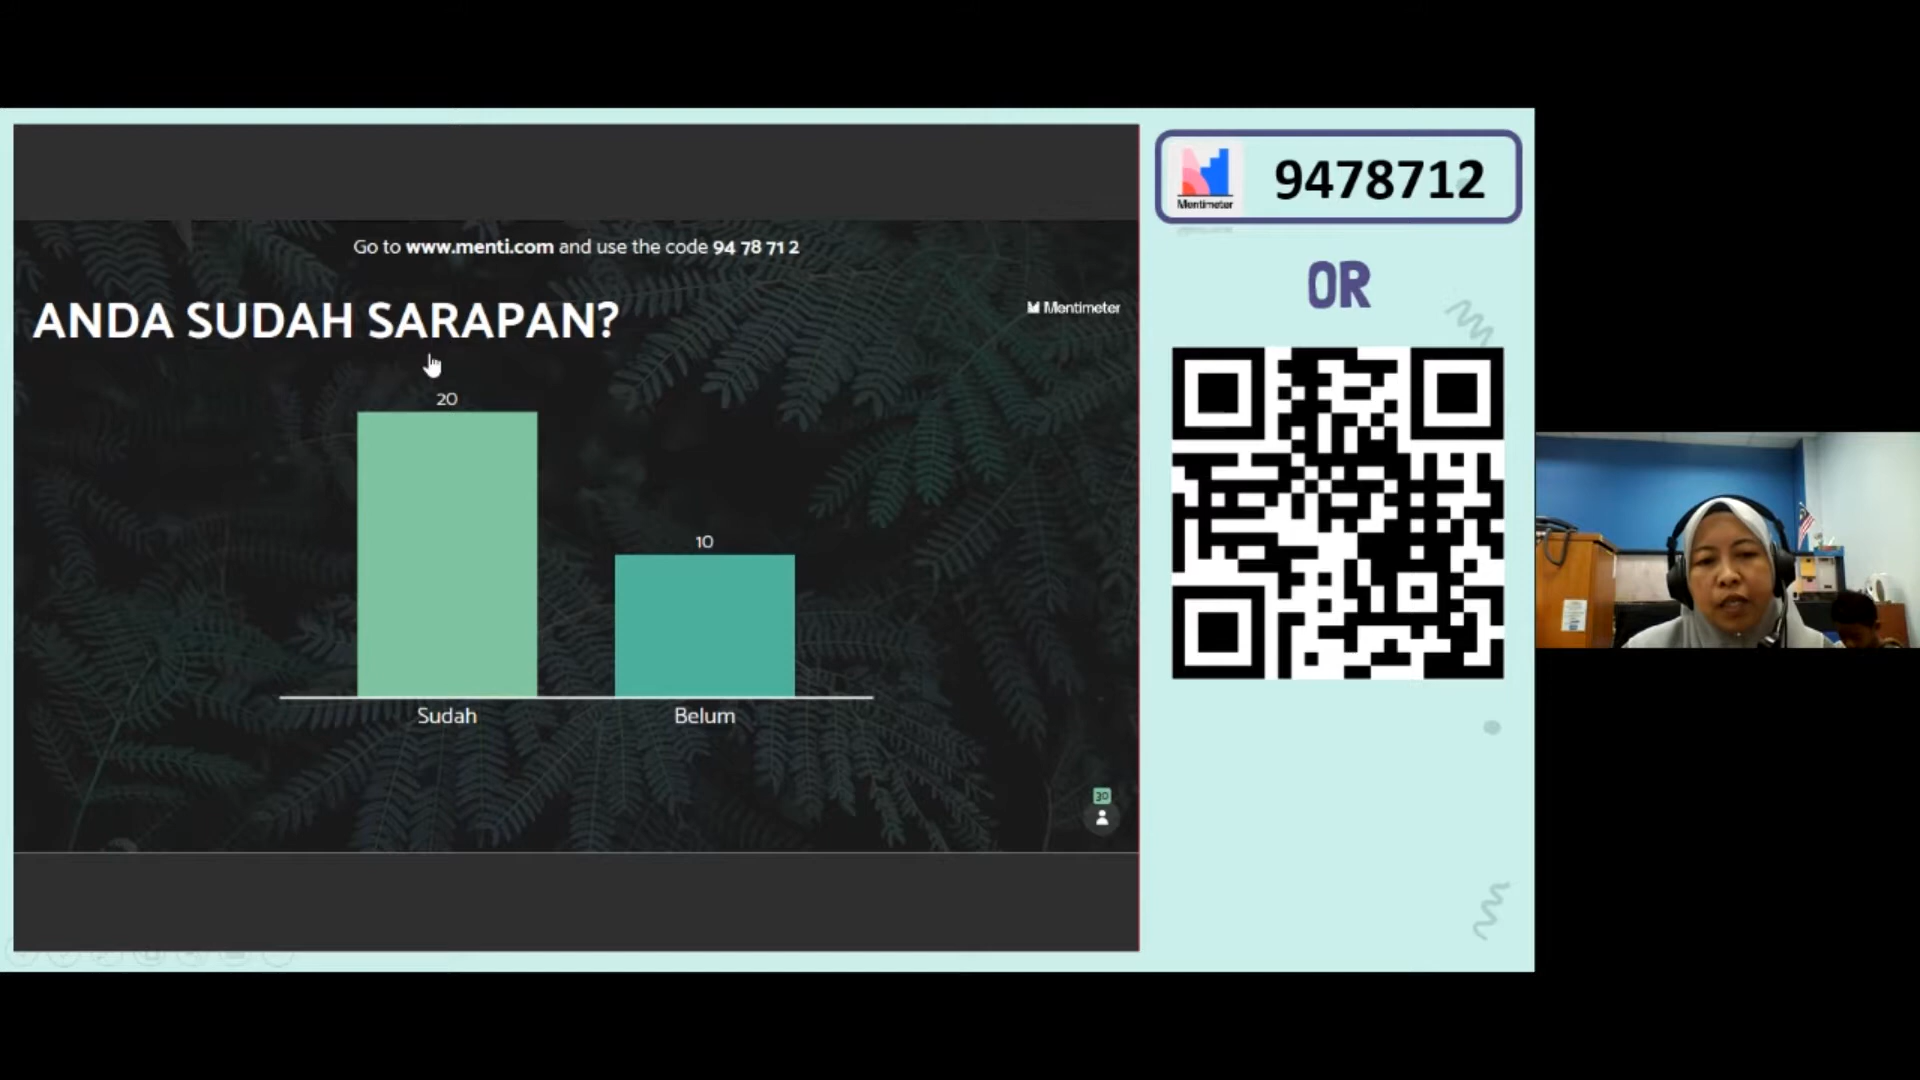 Go to www.menti.com and use the code 94 78 71 2
ANDA SUDAH SARAPAN?
Mentimeter
20
10
Sudah
Belum
30
Mentimeter
9478712
OR